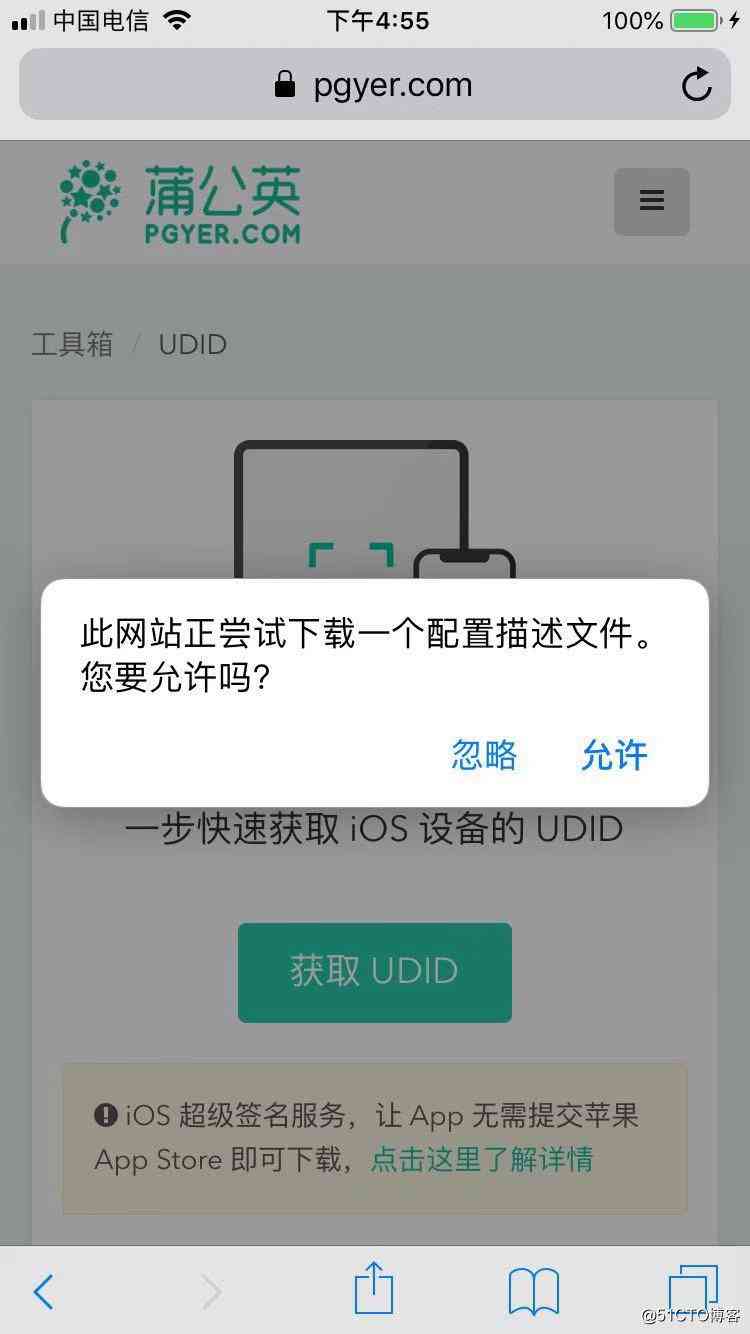 中国电信 下午4:55 100%
pgyer.com
蒲公英
PGYER.COM
工具箱 / UDID
此网站正尝试下载一个配置描述文件。
您要允许吗?
忽略 允许
一步快速获取 iOS 设备的 UDID
获取 UDID
iOS 超级签名服务，让 App 无需提交苹果
App Store 即可下载，点击这里了解详情
@51CTO博客